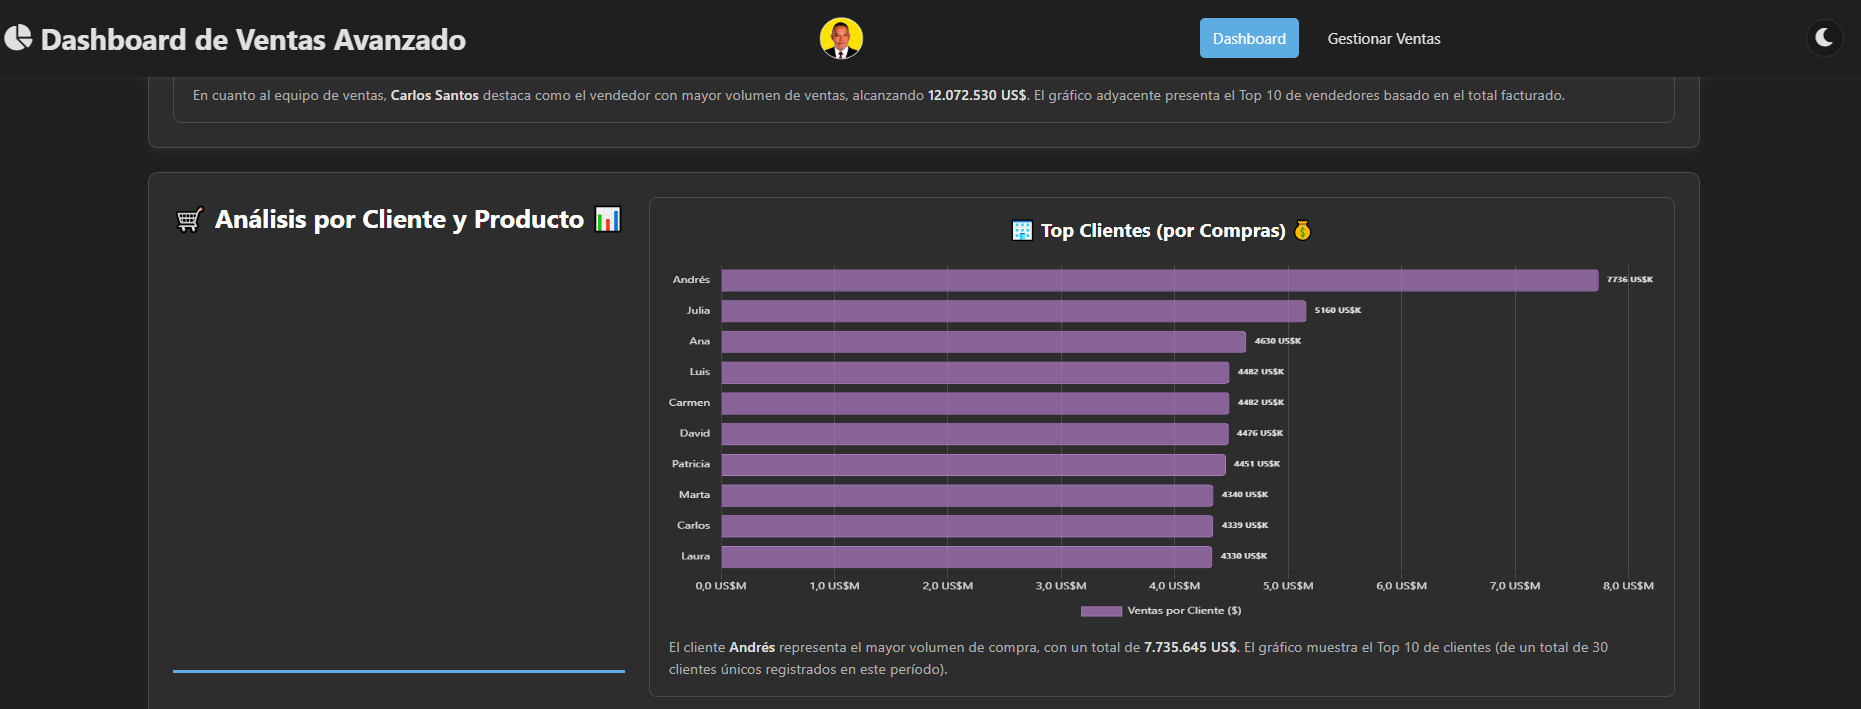 Dashboard de Ventas Avanzado
Dashboard
Gestionar Ventas
En cuanto al equipo de ventas, Carlos Santos destaca como el vendedor con mayor volumen de ventas, alcanzando 12.072.530 US$. El gráfico adyacente presenta el Top 10 de vendedores basado en el total facturado.
Análisis por Cliente y Producto
Top Clientes (por Compras)
Andrés 7736 US$K
Julia 5160 US$K
Ana 4630 US$K
Luis 4482 US$K
Carmen 4482 US$K
David 4476 US$K
Patricia 4451 US$K
Marta 4340 US$K
Carlos 4339 US$K
Laura 4330 US$K
0,0 US$M 1,0 US$M 2,0 US$M 3,0 US$M 4,0 US$M 5,0 US$M 6,0 US$M 7,0 US$M 8,0 US$M
Ventas por Cliente ($)
El cliente Andrés representa el mayor volumen de compra, con un total de 7.735.645 US$. El gráfico muestra el Top 10 de clientes (de un total de 30
clientes únicos registrados en este período).